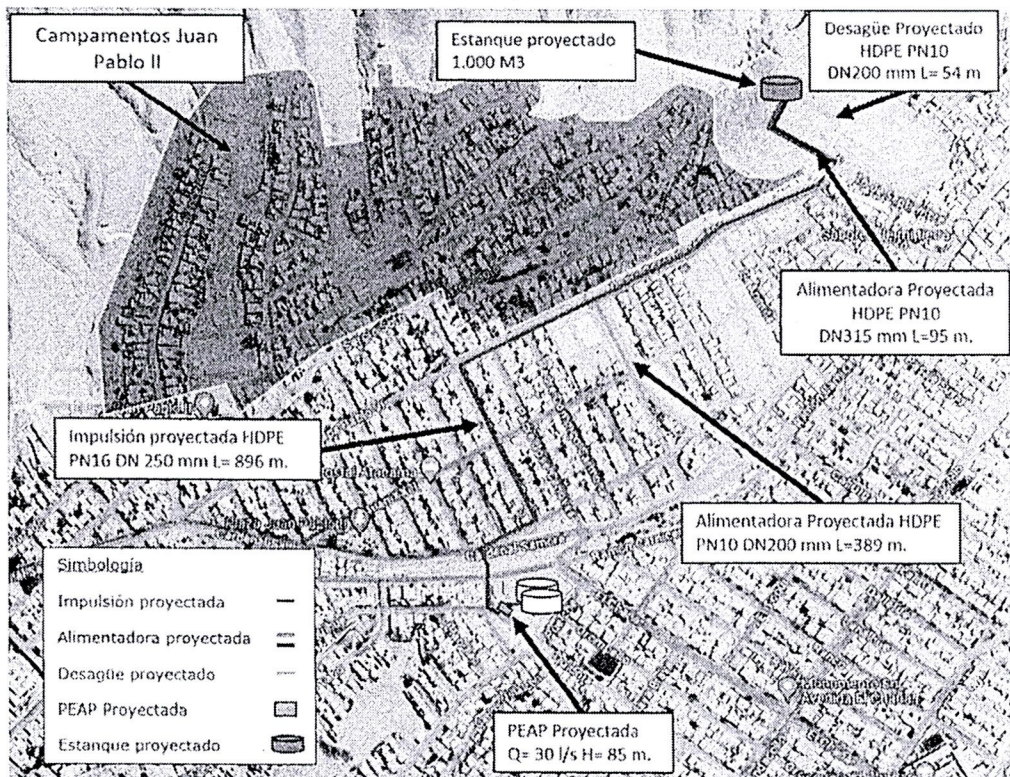 Campamentos Juan
Pablo II
Estanque proyectado
1.000 M3
Desagüe Proyectado
HDPE PN10
DN200 mm L= 54 m
Alimentadora Proyectada
HDPE PN10
DN315 mm L=95 m.
Impulsión proyectada HDPE
PN16 DN 250 mm L= 896 m.
Alimentadora Proyectada HDPE
PN10 DN200 mm L=389 m.
Simbología
Impulsión proyectada
Alimentadora proyectada
Desagüe proyectado
PEAP Proyectada
Estanque proyectado
PEAP Proyectada
Q= 30 l/s H= 85 m.